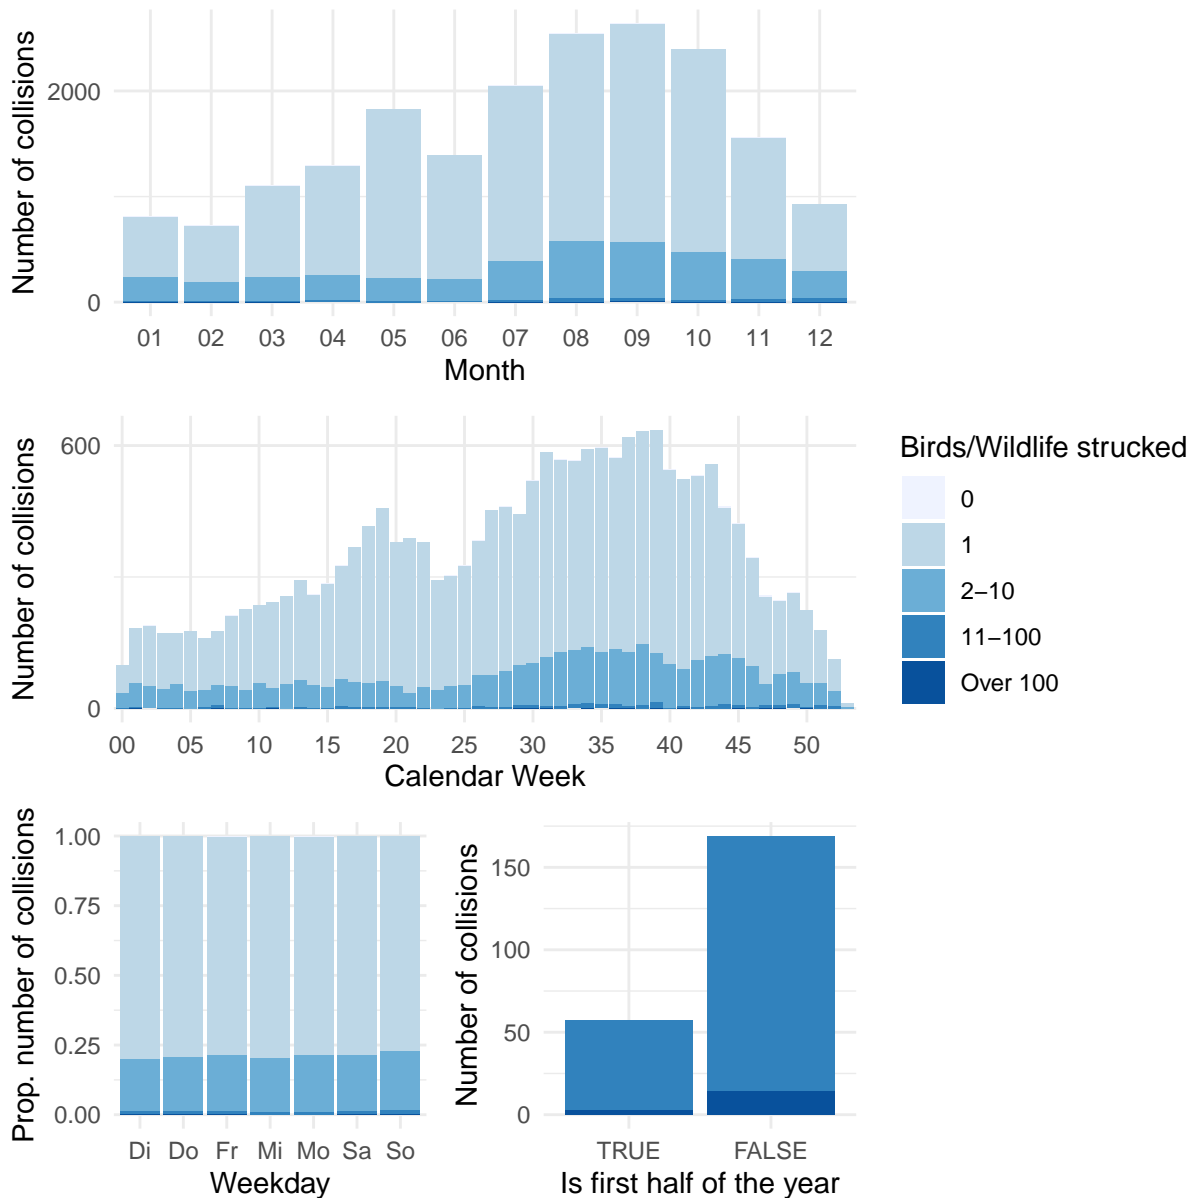 Number of collisions
2000
0
01 02 03 04 05 06 07 08 09 10 11 12
Month
Number of collisions
600
0
00 05 10 15 20 25 30 35 40 45 50
Calendar Week
Birds/Wildlife strucked
0
1
2–10
11–100
Over 100
Prop. number of collisions
1.00
0.75
0.50
0.25
0.00
Di Do Fr Mi Mo Sa So
Weekday
Number of collisions
150
100
50
0
TRUE FALSE
Is first half of the year